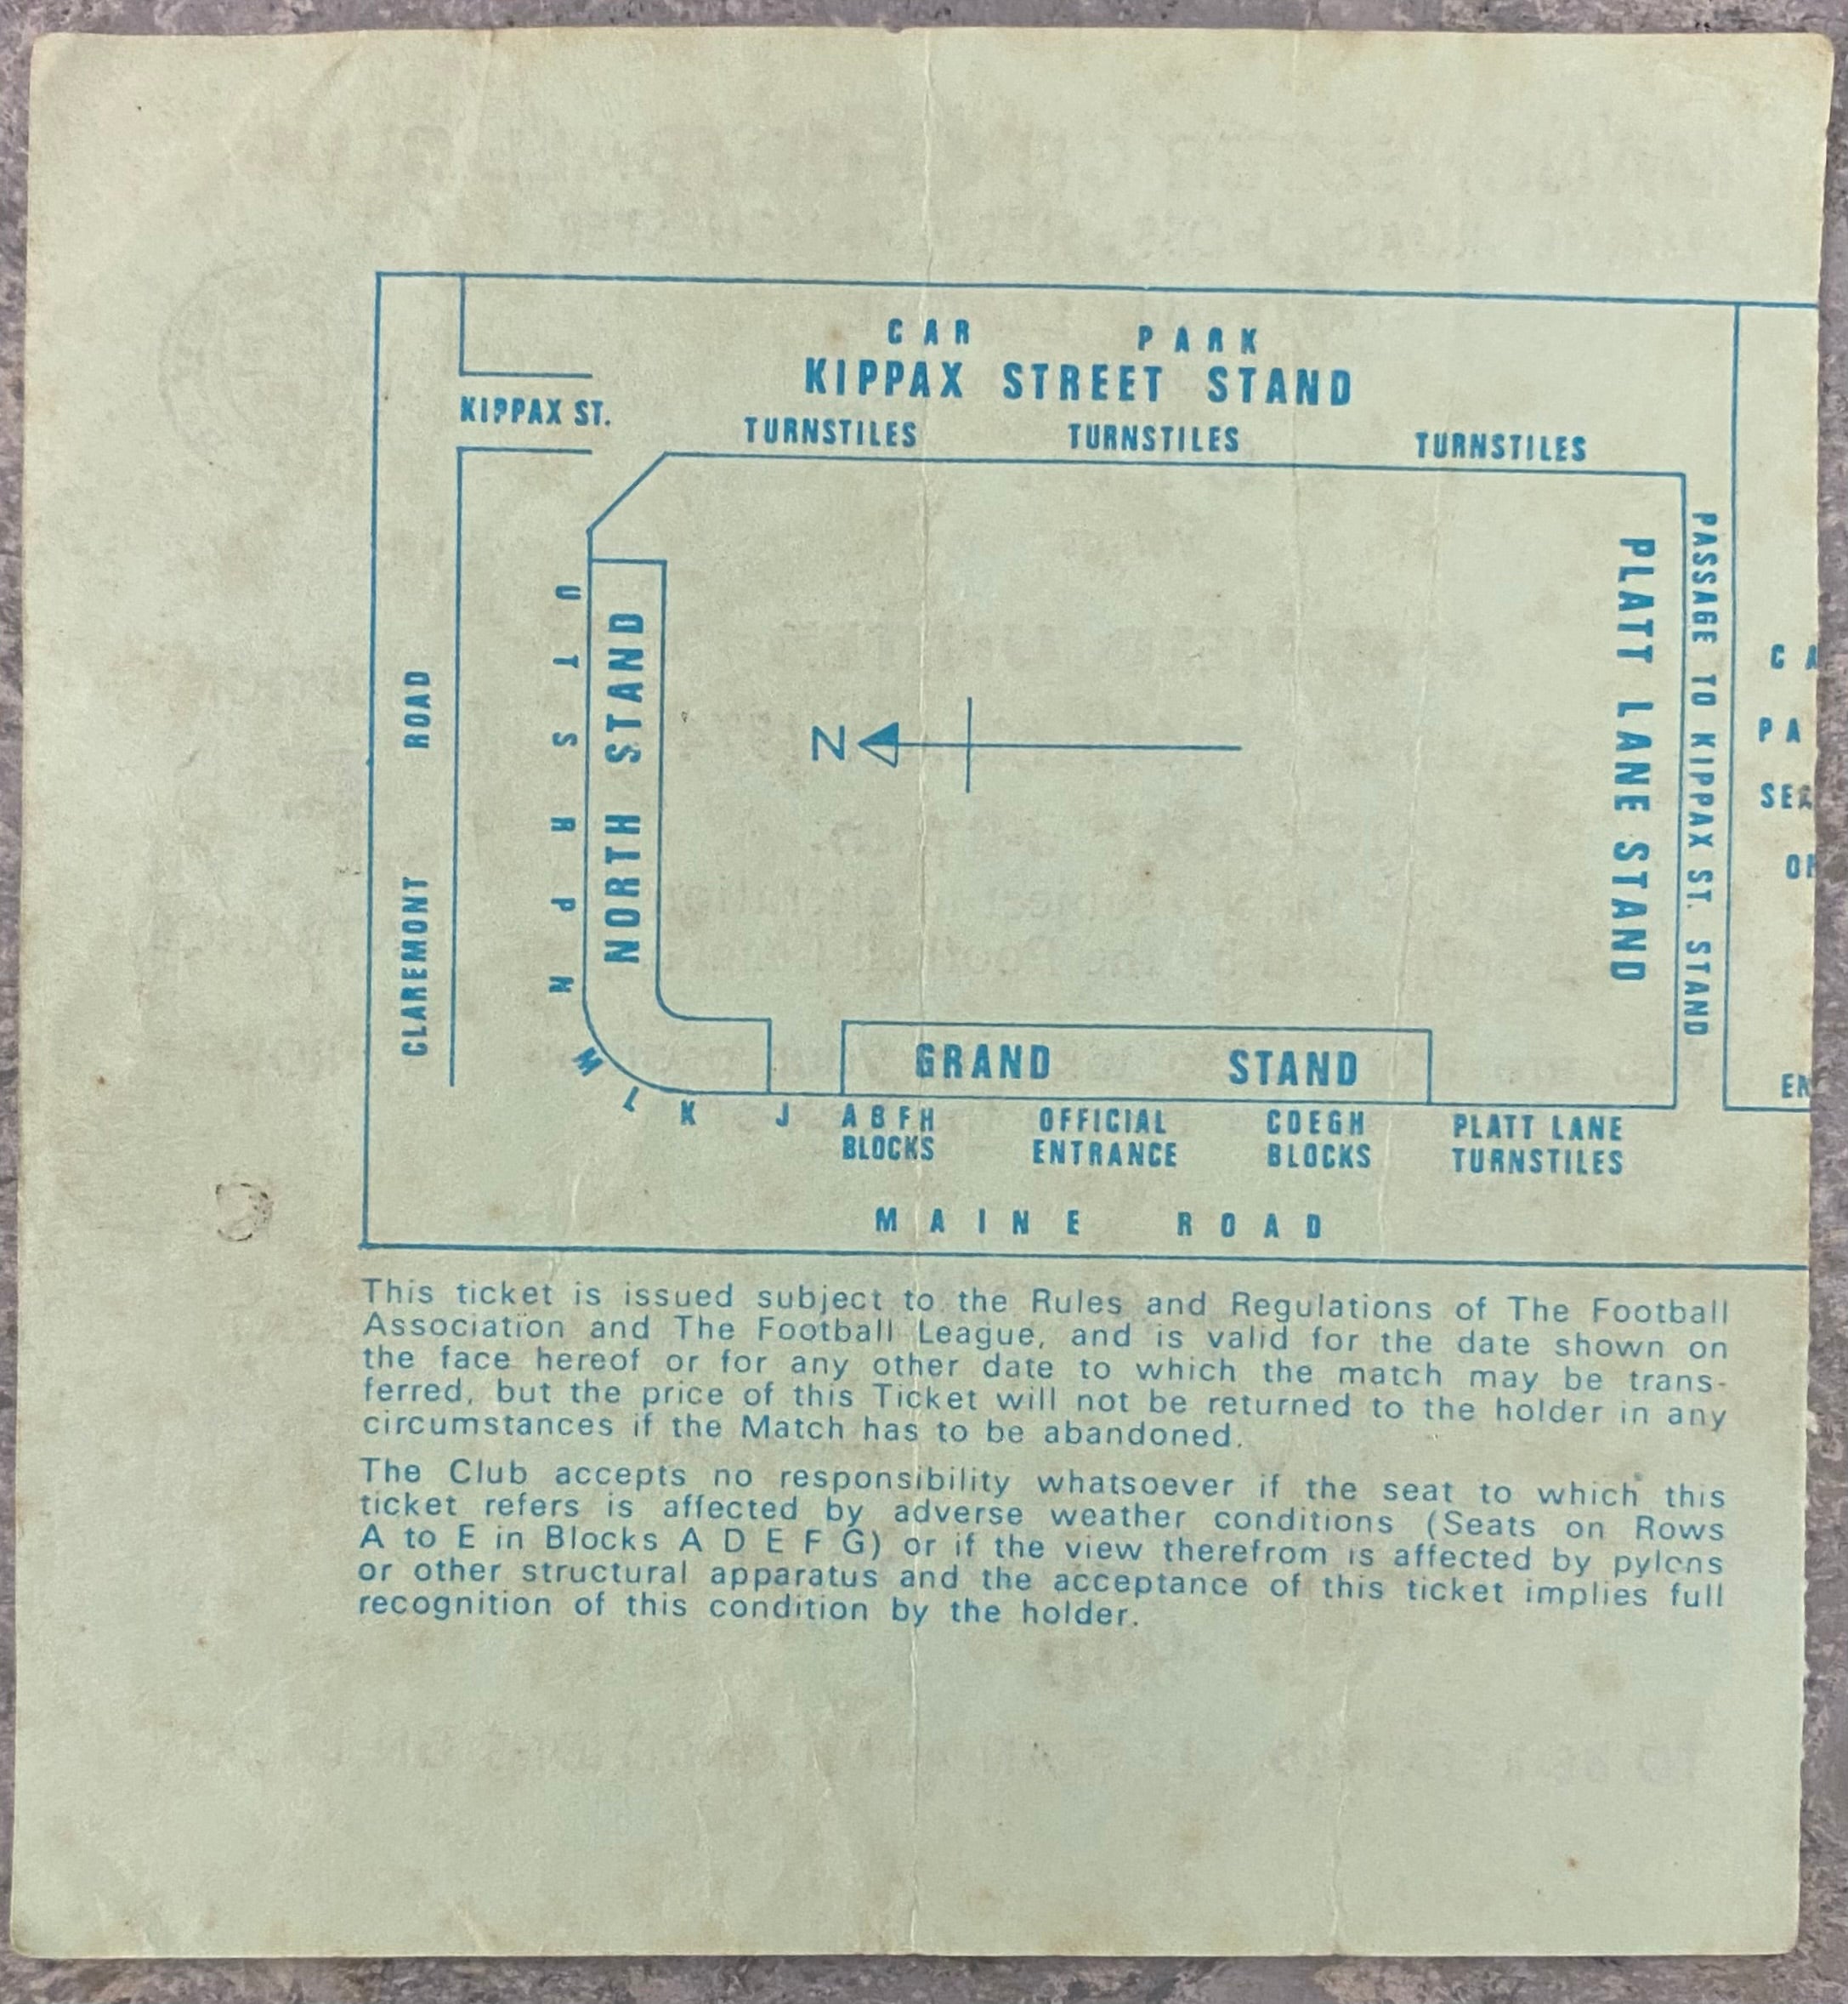 CAR PARK
KIPPAX STREET STAND
KIPPAX ST.
TURNSTILES TURNSTILES TURNSTILES
CLAREMONT ROAD
U T S R P N M L K J
NORTH STAND
N
PLATT LANE STAND
PASSAGE TO KIPPAX ST. STAND
C A
P A
SEA
O
EN
GRAND STAND
A B F H
BLOCKS
OFFICIAL
ENTRANCE
C D E G H
BLOCKS
PLATT LANE
TURNSTILES
MAINE ROAD
This ticket is issued subject to the Rules and Regulations of The Football
Association and The Football League, and is valid for the date shown on
the face hereof or for any other date to which the match may be trans-
ferred, but the price of this Ticket will not be returned to the holder in any
circumstances if the Match has to be abandoned.
The Club accepts no responsibility whatsoever if the seat to which this
ticket refers is affected by adverse weather conditions (Seats on Rows
A to E in Blocks A D E F G) or if the view therefrom is affected by pylons
or other structural apparatus and the acceptance of this ticket implies full
recognition of this condition by the holder.